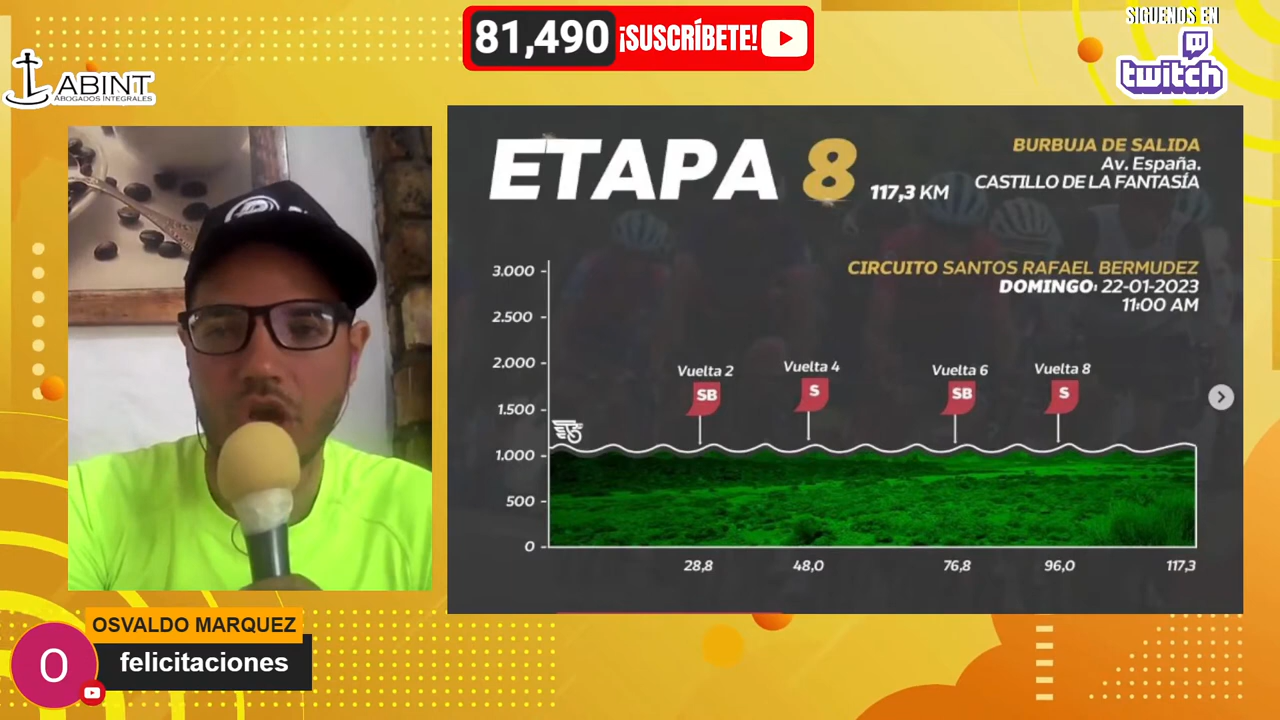 81,490 ¡SUSCRÍBETE!
SIGUENOS EN
twitch
LABINT
ABOGADOS INTEGRALES
ETAPA 8 117,3 KM
BURBUJA DE SALIDA
Av. España.
CASTILLO DE LA FANTASÍA
CIRCUITO SANTOS RAFAEL BERMUDEZ
DOMINGO: 22-01-2023
11:00 AM
3.000
2.500
2.000
1.500
1.000
500
0
Vuelta 2
SB
Vuelta 4
S
Vuelta 6
SB
Vuelta 8
S
28,8 48,0 76,8 96,0 117,3
OSVALDO MARQUEZ
O
felicitaciones